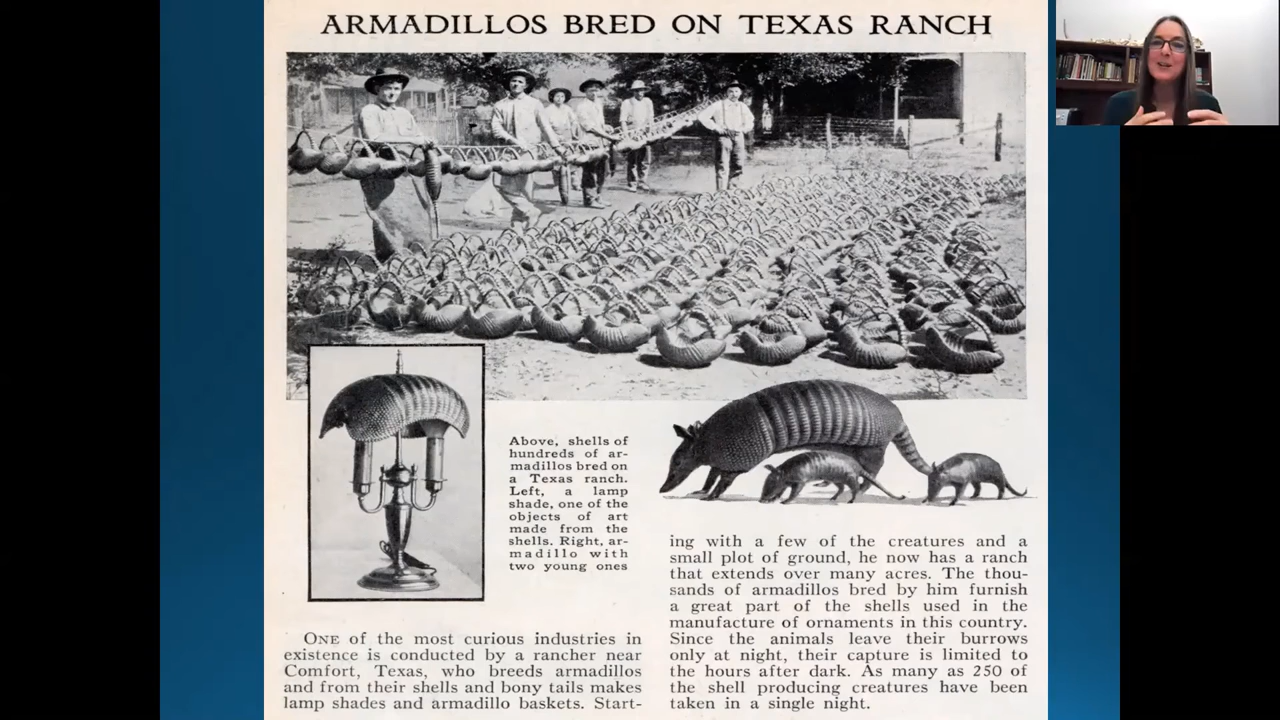 ARMADILLOS BRED ON TEXAS RANCH
Above, shells of
hundreds of ar-
madillos bred on
a Texas ranch.
Left, a lamp
shade, one of the
objects of art
made from the
shells. Right, ar-
madillo with
two young ones
ONE of the most curious industries in
existence is conducted by a rancher near
Comfort, Texas, who breeds armadillos
and from their shells and bony tails makes
lamp shades and armadillo baskets. Start-
ing with a few of the creatures and a
small plot of ground, he now has a ranch
that extends over many acres. The thou-
sands of armadillos bred by him furnish
a great part of the shells used in the
manufacture of ornaments in this country.
Since the animals leave their burrows
only at night, their capture is limited to
the hours after dark. As many as 250 of
the shell producing creatures have been
taken in a single night.